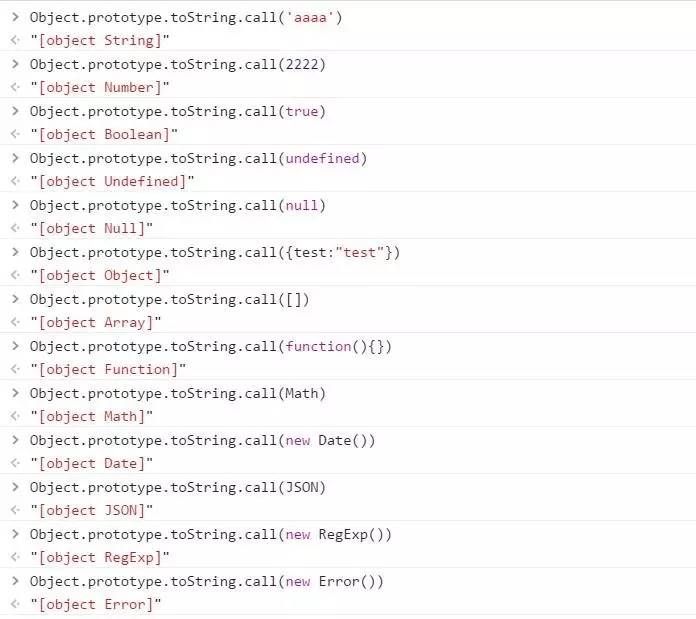 > Object.prototype.toString.call('aaaa')
"[object String]"
> Object.prototype.toString.call(2222)
"[object Number]"
> Object.prototype.toString.call(true)
"[object Boolean]"
> Object.prototype.toString.call(undefined)
"[object Undefined]"
> Object.prototype.toString.call(null)
"[object Null]"
> Object.prototype.toString.call({test:"test"})
"[object Object]"
> Object.prototype.toString.call([])
"[object Array]"
> Object.prototype.toString.call(function(){})
"[object Function]"
> Object.prototype.toString.call(Math)
"[object Math]"
> Object.prototype.toString.call(new Date())
"[object Date]"
> Object.prototype.toString.call(JSON)
"[object JSON]"
> Object.prototype.toString.call(new RegExp())
"[object RegExp]"
> Object.prototype.toString.call(new Error())
"[object Error]"